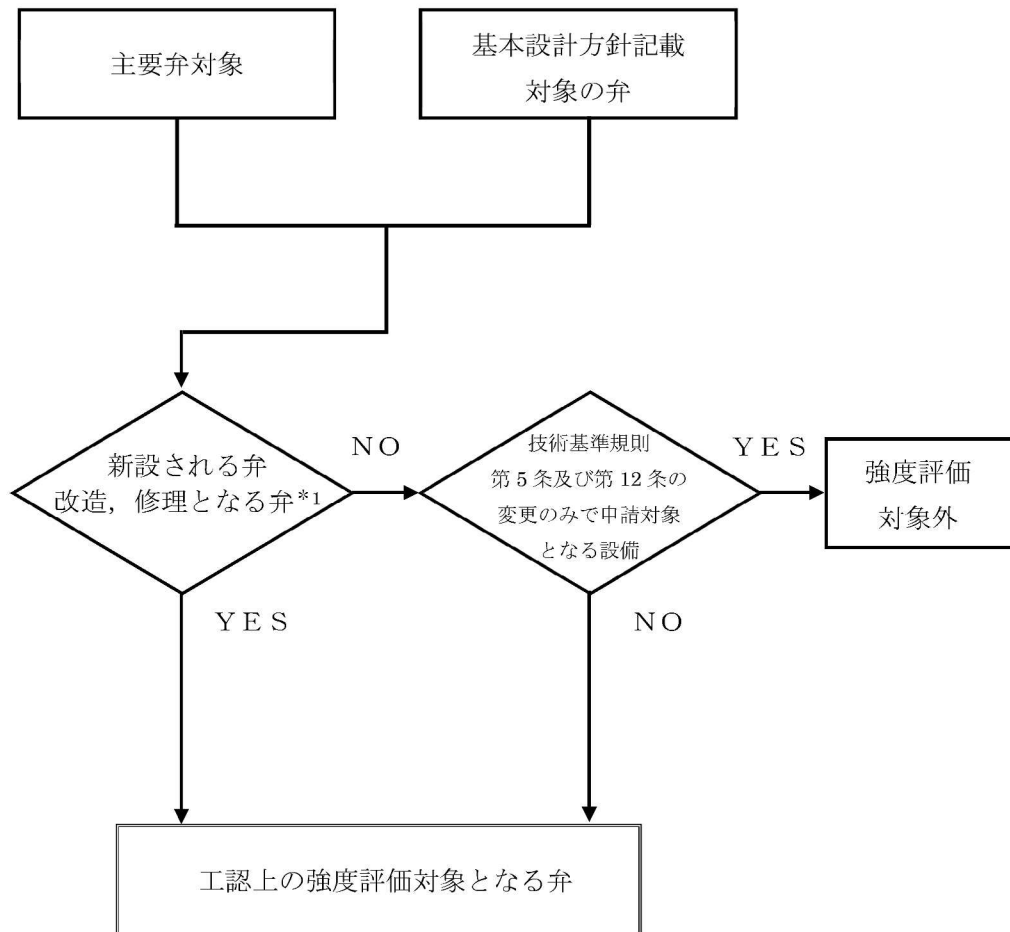 主要弁対象
基本設計方針記載
対象の弁
新設される弁
改造，修理となる弁*1
NO
技術基準規則
第5条及び第12条の
変更のみで申請対象
となる設備
YES
強度評価
対象外
YES
NO
工認上の強度評価対象となる弁